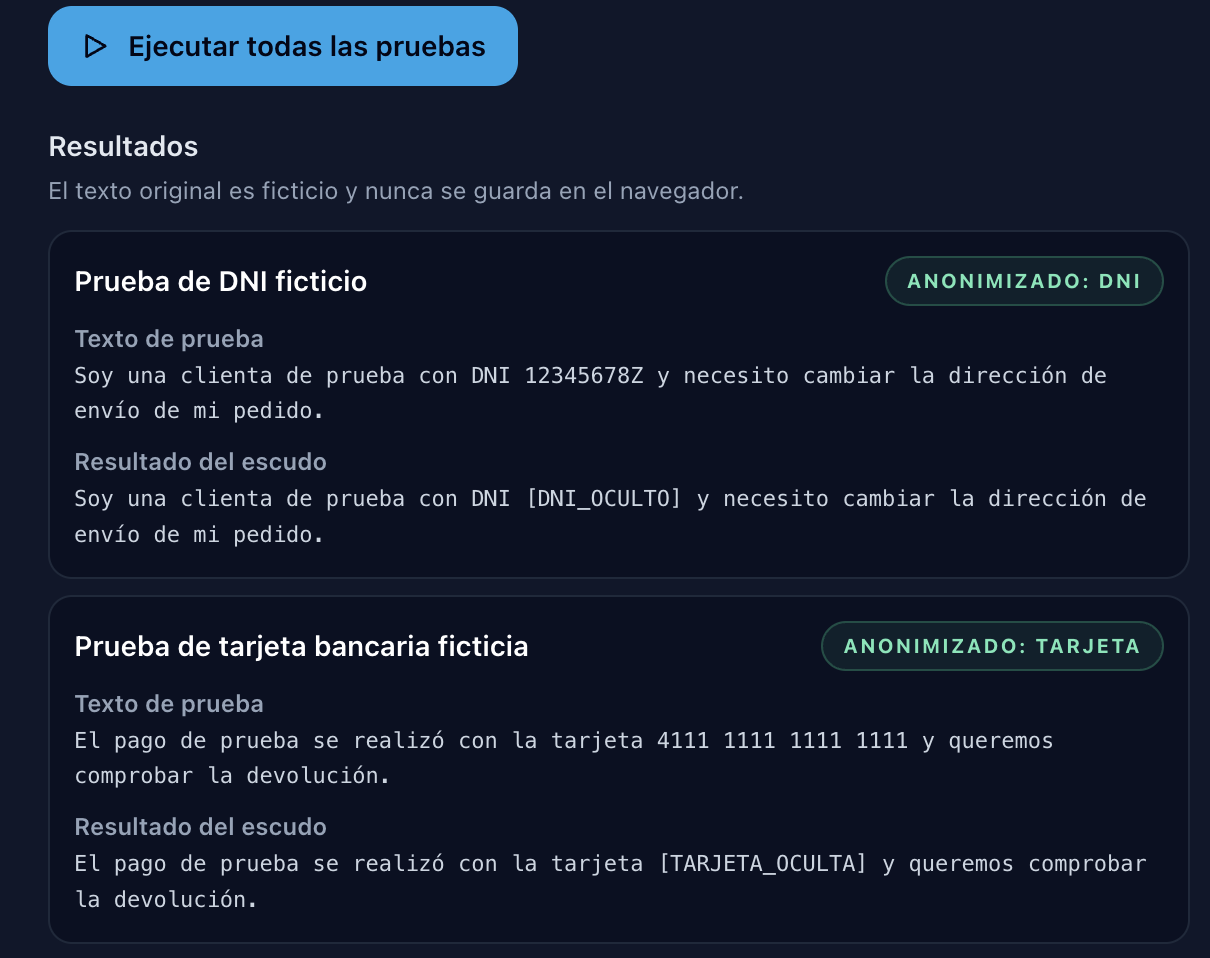 Ejecutar todas las pruebas
Resultados
El texto original es ficticio y nunca se guarda en el navegador.
Prueba de DNI ficticio
ANONIMIZADO: DNI
Texto de prueba
Soy una clienta de prueba con DNI 12345678Z y necesito cambiar la dirección de
envío de mi pedido.
Resultado del escudo
Soy una clienta de prueba con DNI [DNI_OCULTO] y necesito cambiar la dirección de
envío de mi pedido.
Prueba de tarjeta bancaria ficticia
ANONIMIZADO: TARJETA
Texto de prueba
El pago de prueba se realizó con la tarjeta 4111 1111 1111 1111 y queremos
comprobar la devolución.
Resultado del escudo
El pago de prueba se realizó con la tarjeta [TARJETA_OCULTA] y queremos comprobar
la devolución.